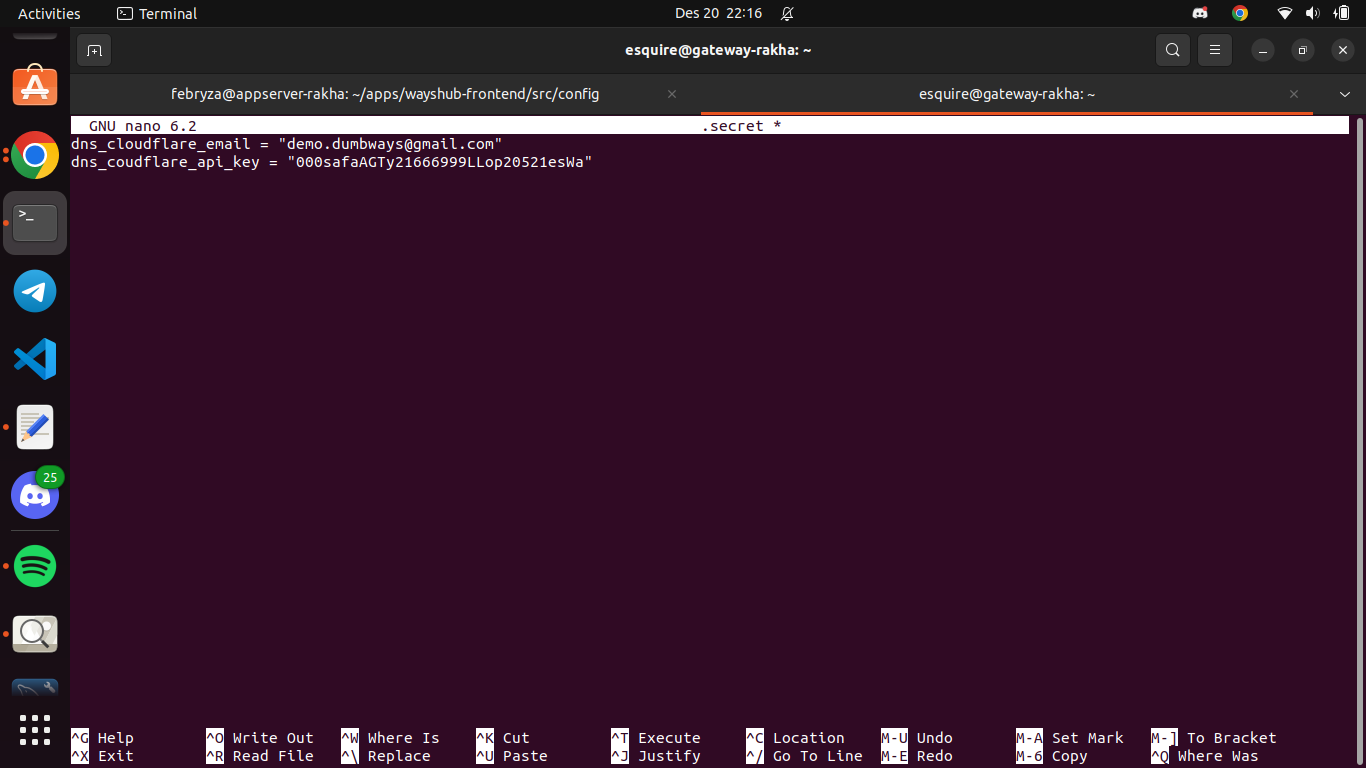 Activities Terminal Des 20 22:16
esquire@gateway-rakha: ~
febryza@appserver-rakha: ~/apps/wayshub-frontend/src/config esquire@gateway-rakha: ~
GNU nano 6.2 .secret *
dns_cloudflare_email = "demo.dumbways@gmail.com"
dns_coudflare_api_key = "000safaAGTy21666999LLop20521esWa"
25
^G Help ^O Write Out ^W Where Is ^K Cut ^T Execute ^C Location M-U Undo M-A Set Mark M-] To Bracket
^X Exit ^R Read File ^\ Replace ^U Paste ^J Justify ^/ Go To Line M-E Redo M-6 Copy ^Q Where Was